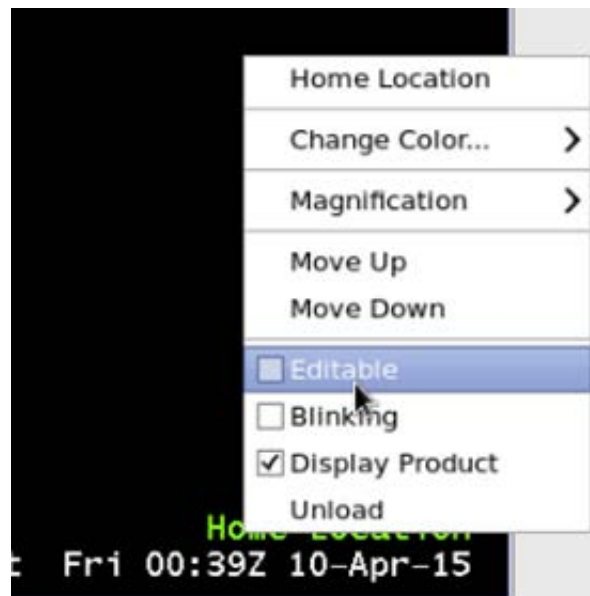 Home Location
Change Color...
Magnification
Move Up
Move Down
Editable
Blinking
Display Product
Unload
Home Location
Fri 00:39Z 10-Apr-15